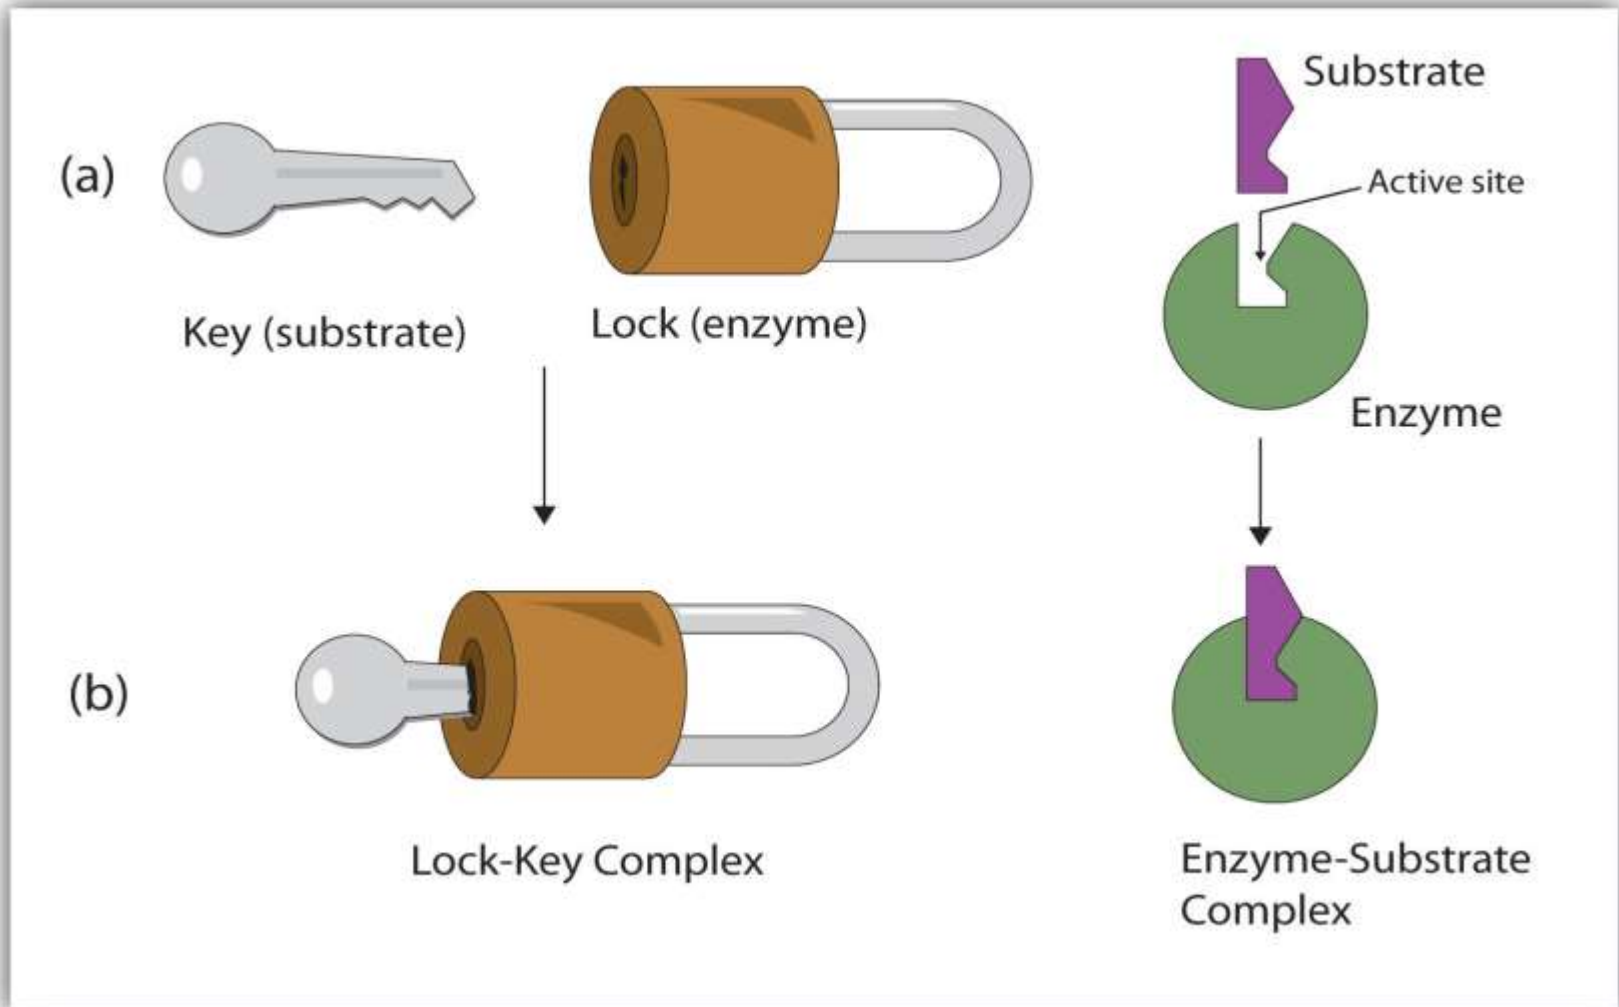 (a)
Key (substrate)
Lock (enzyme)
Substrate
Active site
Enzyme
(b)
Lock-Key Complex
Enzyme-Substrate
Complex